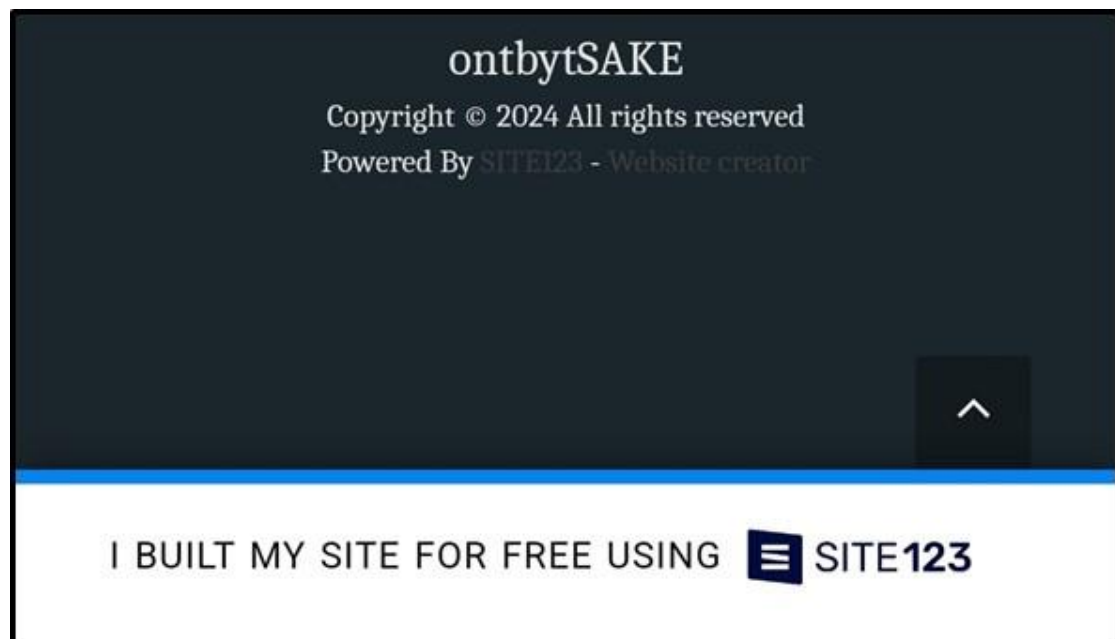 ontbytSAKE
Copyright © 2024 All rights reserved
Powered By SITE123 - Website creator
I BUILT MY SITE FOR FREE USING SITE123